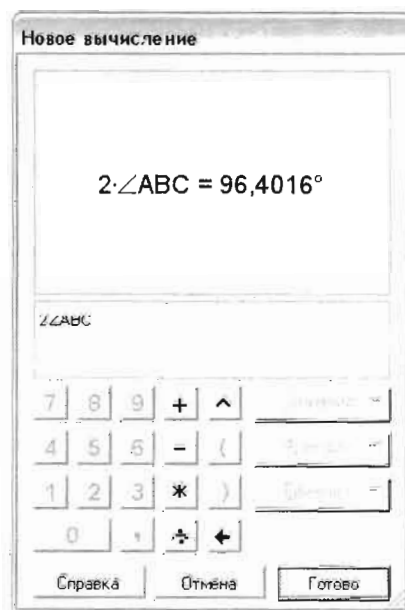 Новое вычисление
2·∠ABC = 96,4016°
2∠ABC
7 8 9 + ^
4 5 6 - (
1 2 3 * )
0 , ÷ ←
Справка Отмена Готово